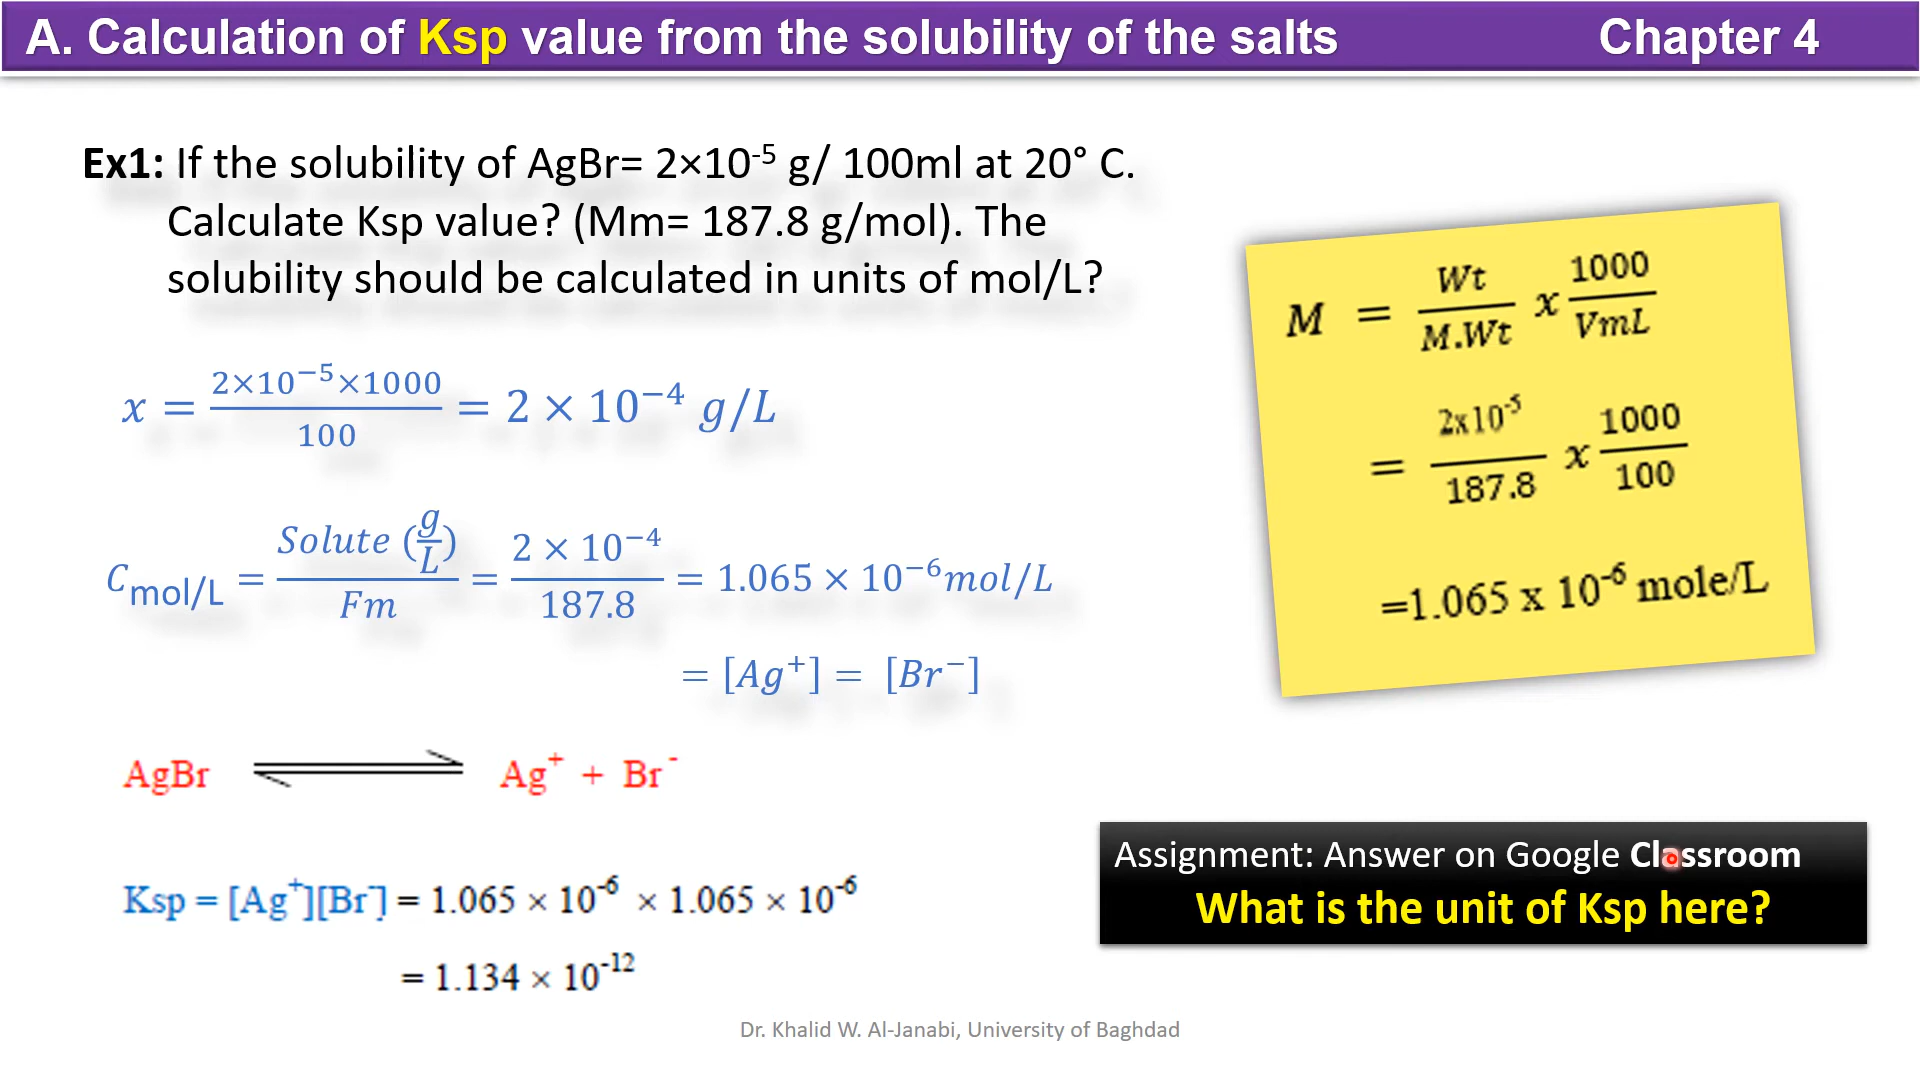 A. Calculation of Ksp value from the solubility of the salts Chapter 4
Ex1: If the solubility of AgBr= 2×10⁻⁵ g/ 100ml at 20° C.
Calculate Ksp value? (Mm= 187.8 g/mol). The
solubility should be calculated in units of mol/L?
x = (2×10⁻⁵×1000)/100 = 2 × 10⁻⁴ g/L
C mol/L = Solute (g/L)/Fm = (2 × 10⁻⁴)/187.8 = 1.065 × 10⁻⁶ mol/L
= [Ag⁺] = [Br⁻]
AgBr ⇌ Ag⁺ + Br⁻
Ksp = [Ag⁺][Br⁻] = 1.065 × 10⁻⁶ × 1.065 × 10⁻⁶
= 1.134 × 10⁻¹²
M = Wt/M.Wt x 1000/VmL
= 2x10⁻⁵/187.8 x 1000/100
=1.065 x 10⁻⁶ mole/L
Assignment: Answer on Google Classroom
What is the unit of Ksp here?
Dr. Khalid W. Al-Janabi, University of Baghdad